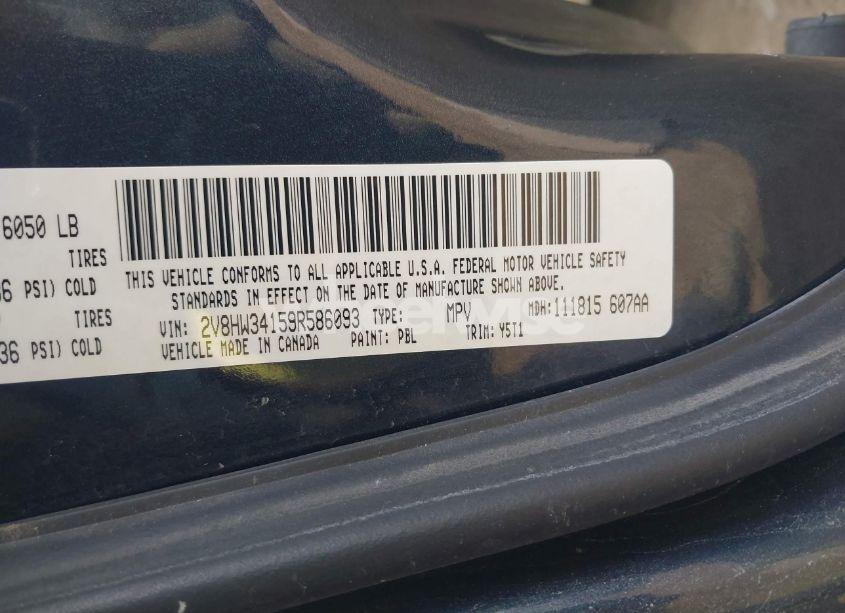 6050 LB
TIRES
36 PSI) COLD
TIRES
36 PSI) COLD
THIS VEHICLE CONFORMS TO ALL APPLICABLE U.S.A. FEDERAL MOTOR VEHICLE SAFETY
STANDARDS IN EFFECT ON THE DATE OF MANUFACTURE SHOWN ABOVE.
VIN: 2V8HW34159R586093 TYPE: MPV MDH:111815 607AA
VEHICLE MADE IN CANADA PAINT: PBL TRIM: Y5T1